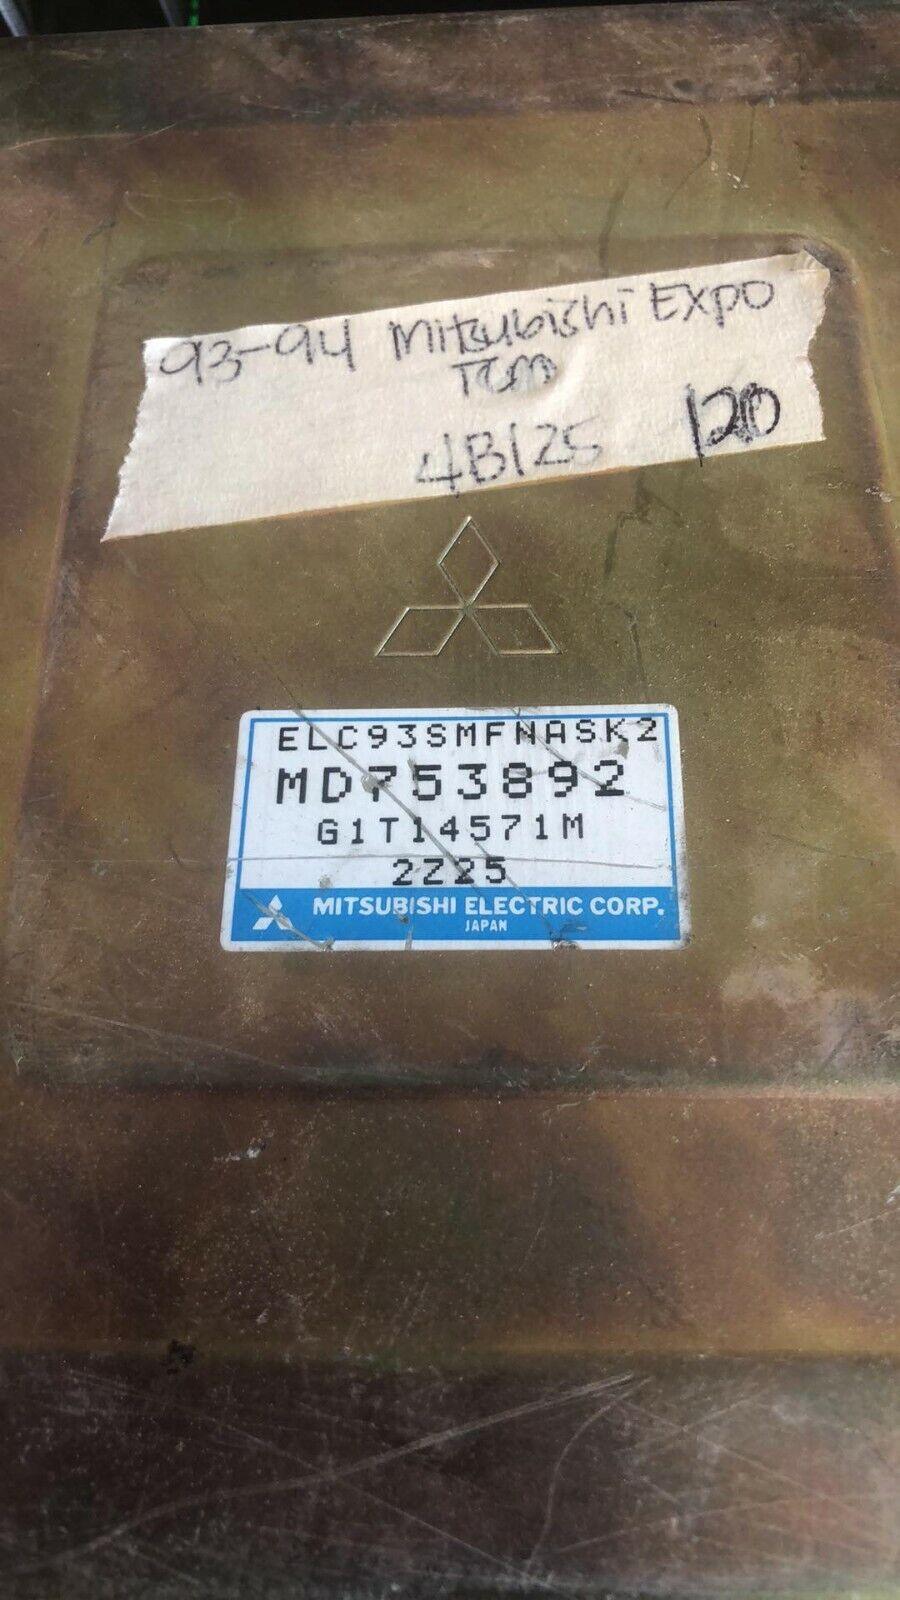 93-94 Mitsubishi Expo
TCM
4B125 120
ELC93SMFNASK2
MD753892
G1T14571M
2Z25
MITSUBISHI ELECTRIC CORP.
JAPAN